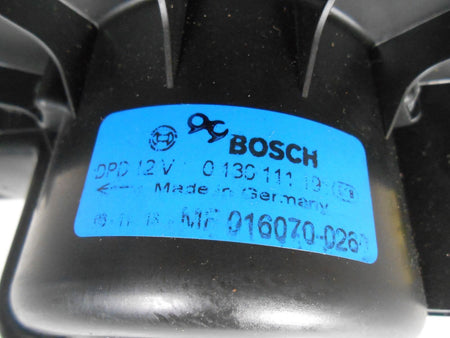 BOSCH
DPD 12 V 0 130 111 19
Made in Germany
MF 016070-026